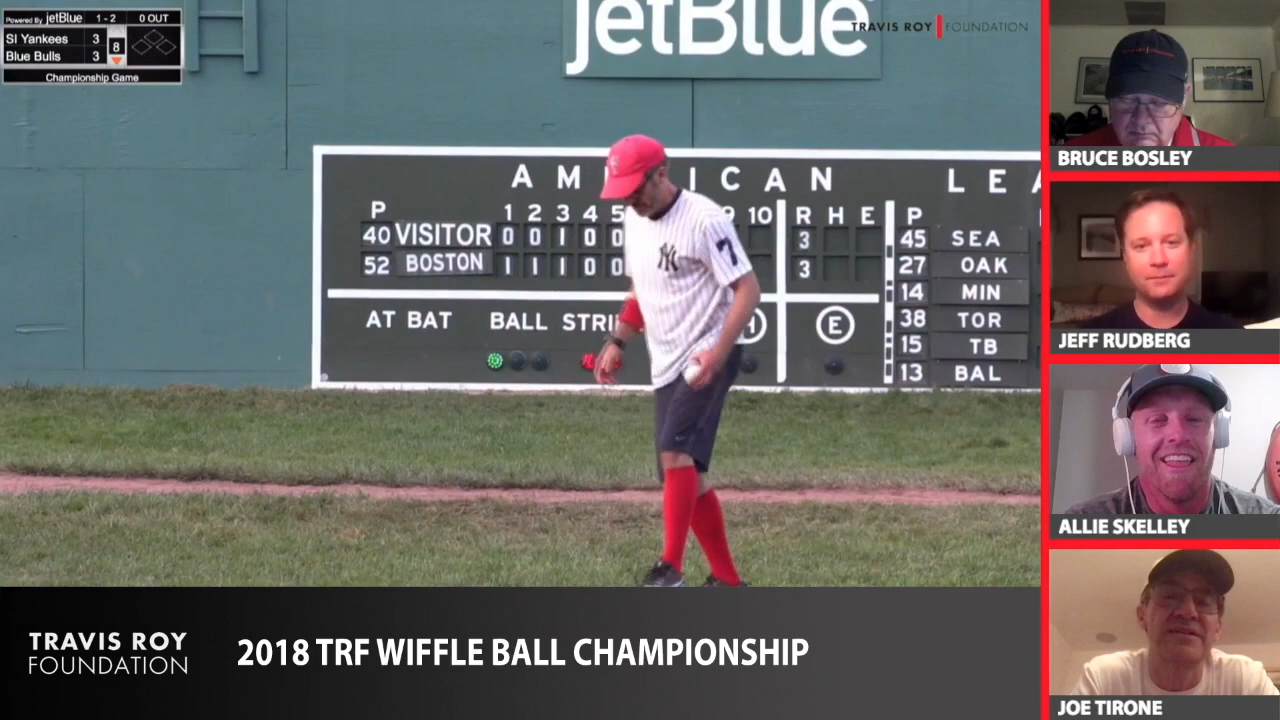 Powered By jetBlue 1 - 2 0 OUT
SI Yankees 3
Blue Bulls 3
8
Championship Game
jetBlue
TRAVIS ROY FOUNDATION
AMERICAN LEA
P 1 2 3 4 5 9 10 R H E P
40 VISITOR 0 0 1 0 0 3 45 SEA
52 BOSTON 1 1 1 0 0 3 27 OAK
14 MIN
AT BAT BALL STRI H E 38 TOR
15 TB
13 BAL
NY
7
BRUCE BOSLEY
JEFF RUDBERG
ALLIE SKELLEY
JOE TIRONE
TRAVIS ROY
FOUNDATION
2018 TRF WIFFLE BALL CHAMPIONSHIP